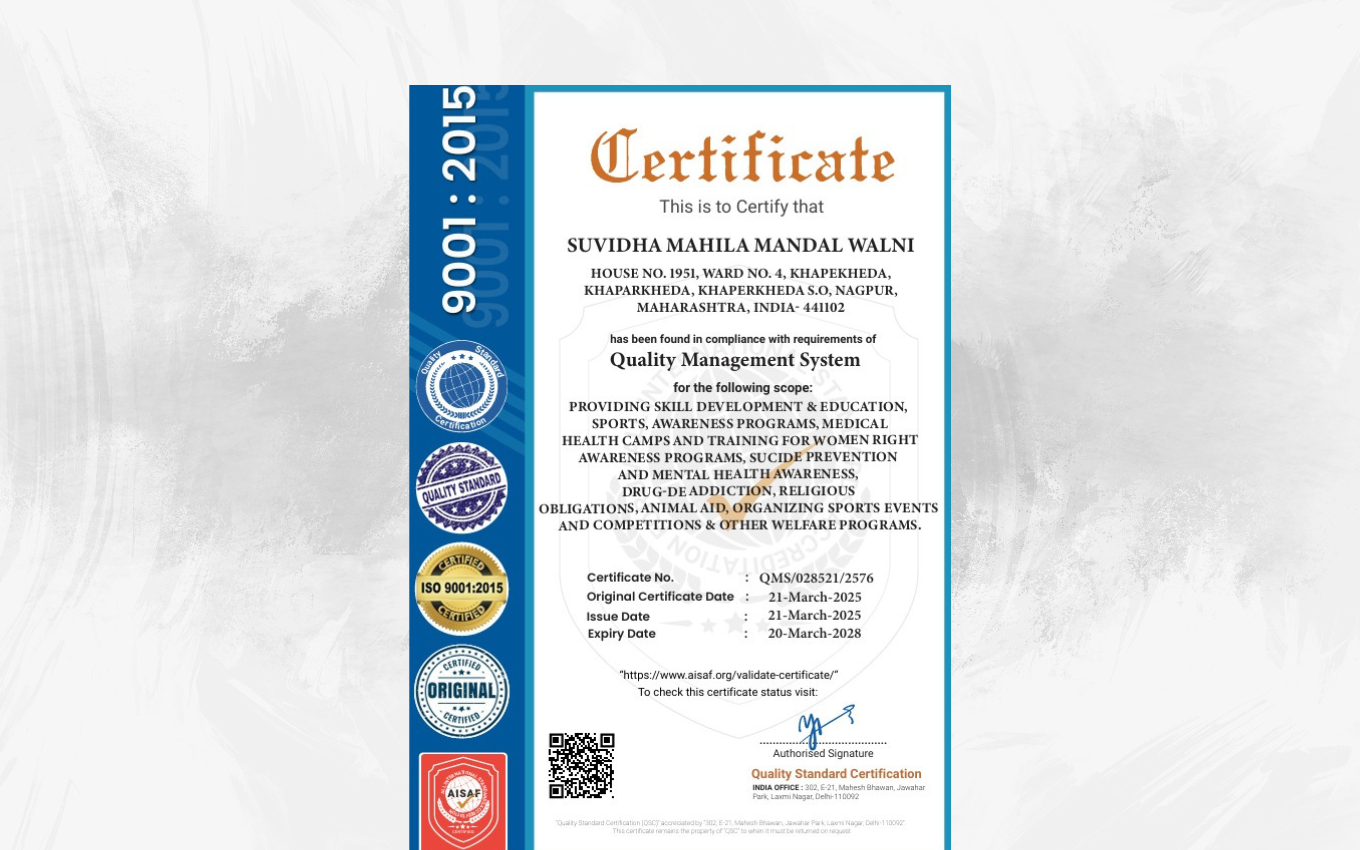 9001 : 2015
9001 : 2015
Certificate
This is to Certify that
SUVIDHA MAHILA MANDAL WALNI
HOUSE NO. 1951, WARD NO. 4, KHAPEKHEDA,
KHAPARKHEDA, KHAPERKHEDA S.O, NAGPUR,
MAHARASHTRA, INDIA- 441102
has been found in compliance with requirements of
Quality Management System
for the following scope:
PROVIDING SKILL DEVELOPMENT & EDUCATION,
SPORTS, AWARENESS PROGRAMS, MEDICAL
HEALTH CAMPS AND TRAINING FOR WOMEN RIGHT
AWARENESS PROGRAMS, SUCIDE PREVENTION
AND MENTAL HEALTH AWARENESS,
DRUG-DE ADDICTION, RELIGIOUS
OBLIGATIONS, ANIMAL AID, ORGANIZING SPORTS EVENTS
AND COMPETITIONS & OTHER WELFARE PROGRAMS.
Certificate No. : QMS/028521/2576
Original Certificate Date : 21-March-2025
Issue Date : 21-March-2025
Expiry Date : 20-March-2028
"https://www.aisaf.org/validate-certificate/"
To check this certificate status visit:
Authorised Signature
Quality Standard Certification
INDIA OFFICE : 302, E-21, Mahesh Bhawan, Jawahar
Park, Laxmi Nagar, Delhi-110092
"Quality Standard Certification (QSC)" accreciated by "302, E-21, Mahesh Bhawan, Jawahar Park, Laxmi Nagar, Delhi-110092"
This certificate remains the property of "QSC" to when it must be returned on request
Quality Standard
Certification
QUALITY STANDARD
CERTIFIED
ISO 9001:2015
CERTIFIED
CERTIFIED
ORIGINAL
CERTIFIED
AISAF
CERTIFIED